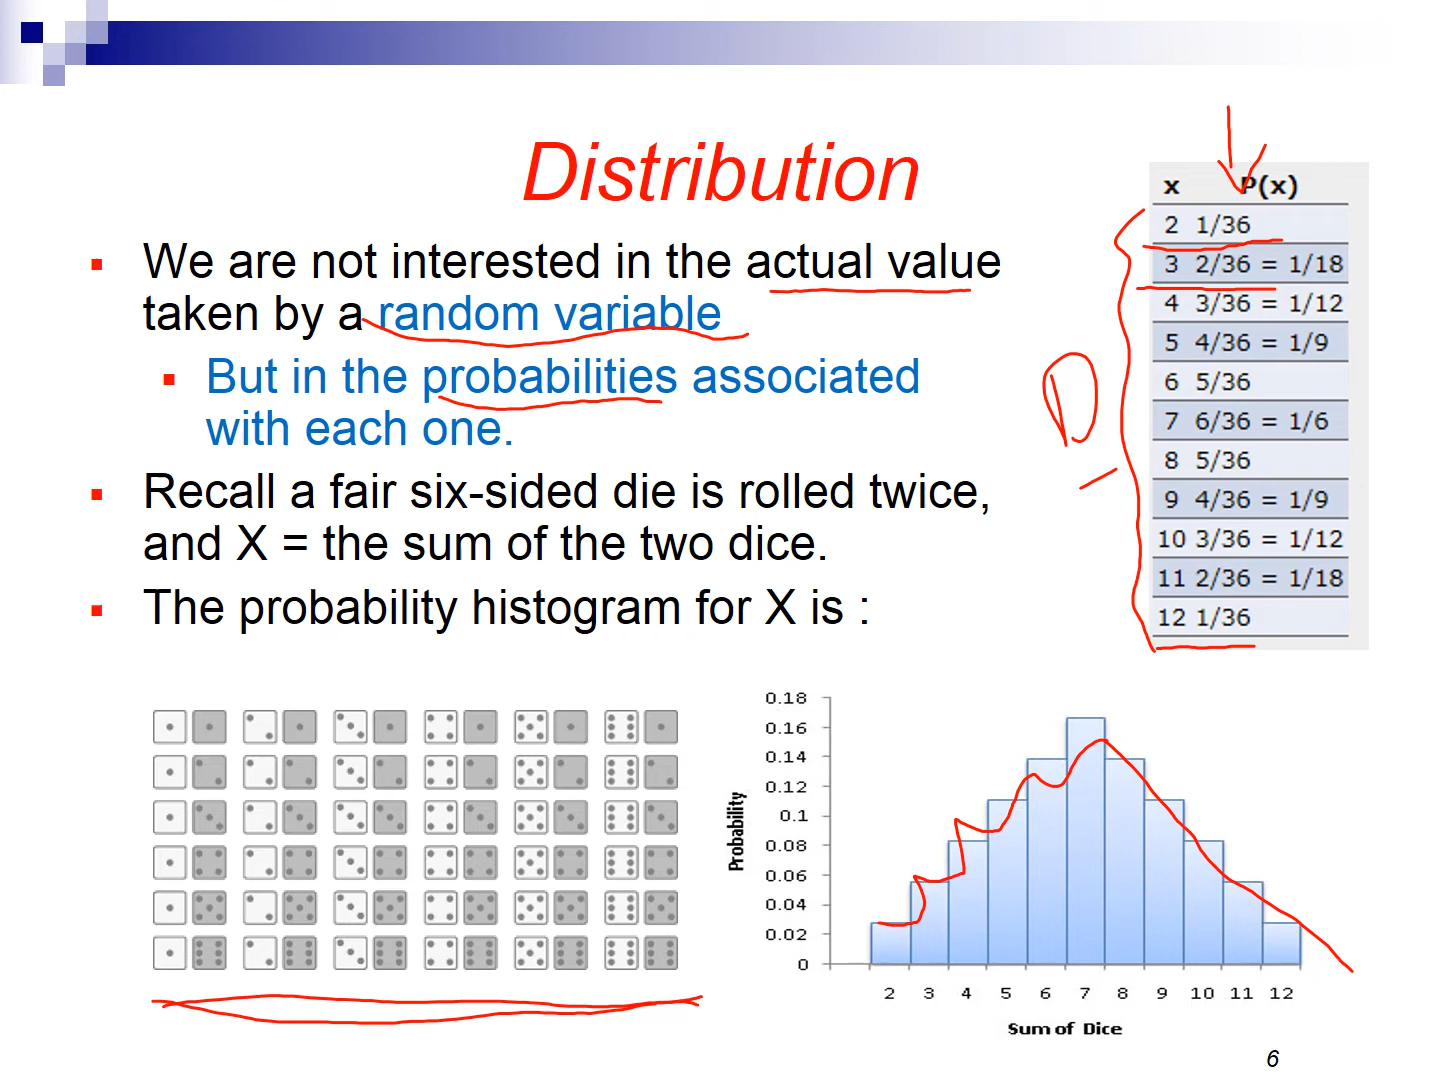 Distribution
▪ We are not interested in the actual value
taken by a random variable
▪ But in the probabilities associated
with each one.
▪ Recall a fair six-sided die is rolled twice,
and X = the sum of the two dice.
▪ The probability histogram for X is :
x P(x)
2 1/36
3 2/36 = 1/18
4 3/36 = 1/12
5 4/36 = 1/9
6 5/36
7 6/36 = 1/6
8 5/36
9 4/36 = 1/9
10 3/36 = 1/12
11 2/36 = 1/18
12 1/36
D
Probability
0.18
0.16
0.14
0.12
0.1
0.08
0.06
0.04
0.02
0
2 3 4 5 6 7 8 9 10 11 12
Sum of Dice
6